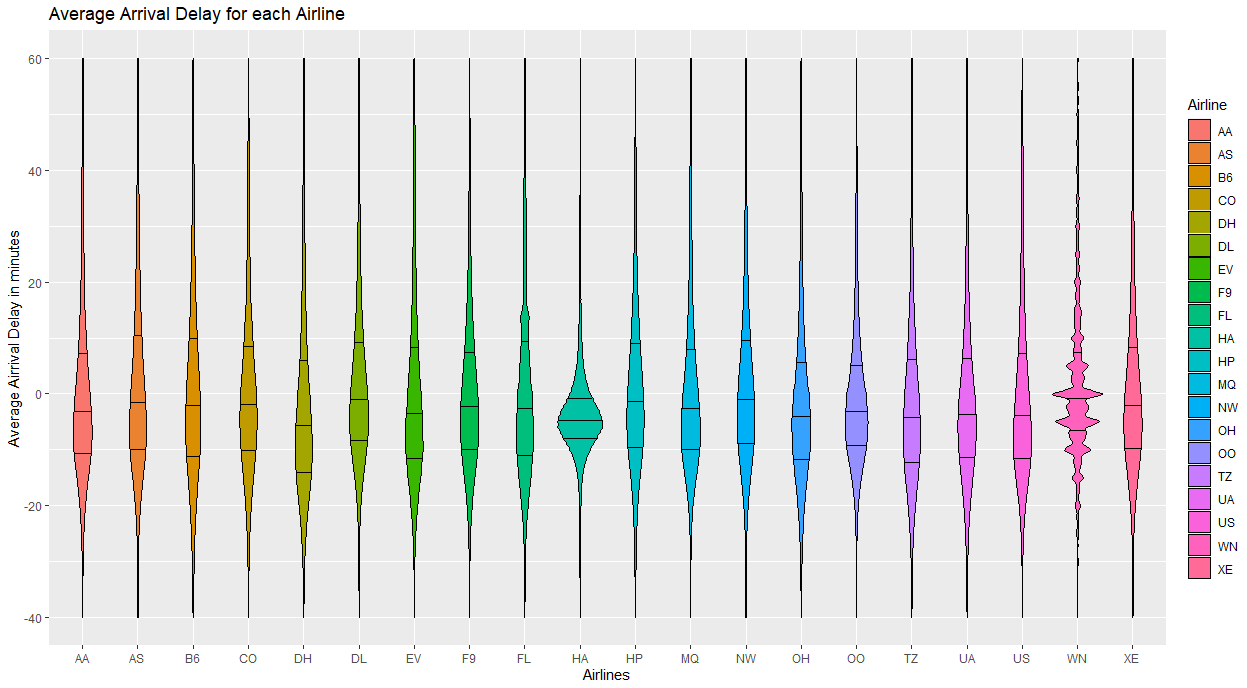 Average Arrival Delay for each Airline
Average Airrival Delay in minutes
60
40
20
0
-20
-40
AA AS B6 CO DH DL EV F9 FL HA HP MQ NW OH OO TZ UA US WN XE
Airlines
Airline
AA
AS
B6
CO
DH
DL
EV
F9
FL
HA
HP
MQ
NW
OH
OO
TZ
UA
US
WN
XE